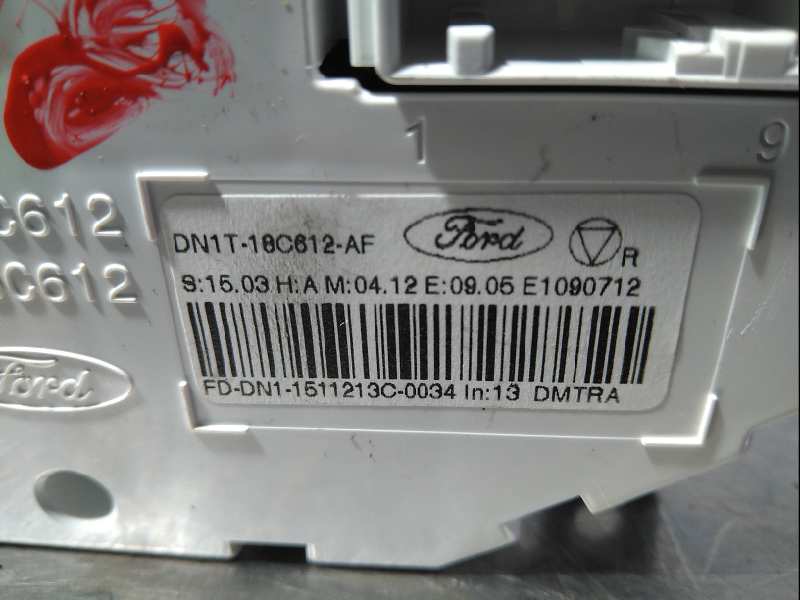 1
9
C612
C612
Ford
DN1T-18C612-AF
Ford
R
S:15.03 H:A M:04.12 E:09.05 E1090712
FD-DN1-1511213C-0034 In:13 DMTRA